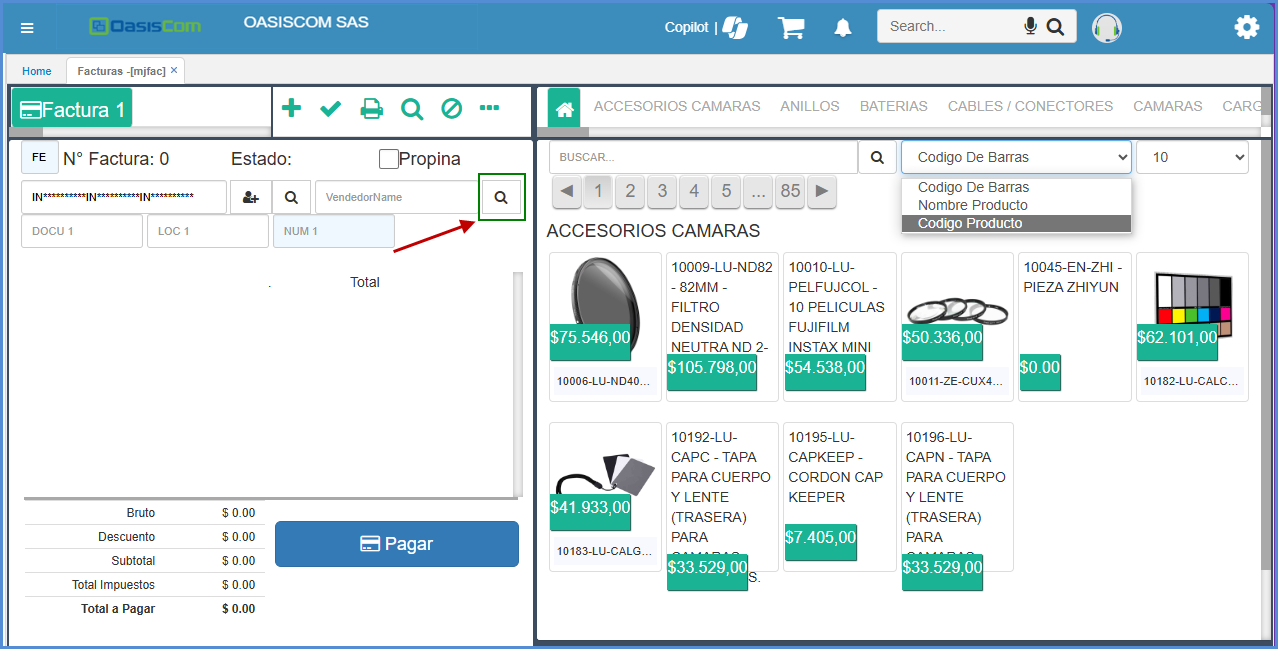 OasisCom
OASISCOM SAS
Copilot |
Search...
Home
Facturas -[mjfac] ×
Factura 1
ACCESORIOS CAMARAS
ANILLOS
BATERIAS
CABLES / CONECTORES
CAMARAS
CARG
FE
N° Factura: 0
Estado:
Propina
IN**********IN**********IN**********
VendedorName
DOCU 1
LOC 1
NUM 1
.
Total
Bruto $ 0.00
Descuento $ 0.00
Subtotal $ 0.00
Total Impuestos $ 0.00
Total a Pagar $ 0.00
Pagar
BUSCAR...
Codigo De Barras
10
Codigo De Barras
Nombre Producto
Codigo Producto
◀ 1 2 3 4 5 ... 85 ▶
ACCESORIOS CAMARAS
$75.546,00
10006-LU-ND40...
10009-LU-ND82
- 82MM -
FILTRO
DENSIDAD
NEUTRA ND 2-
$105.798,00
10010-LU-
PELFUJCOL -
10 PELICULAS
FUJIFILM
INSTAX MINI
$54.538,00
$50.336,00
10011-ZE-CUX4...
10045-EN-ZHI -
PIEZA ZHIYUN
$0.00
$62.101,00
10182-LU-CALC...
$41.933,00
10183-LU-CALG...
10192-LU-
CAPC - TAPA
PARA CUERPO
Y LENTE
(TRASERA)
PARA
CAMARAS
$33.529,00
S.
10195-LU-
CAPKEEP -
CORDON CAP
KEEPER
$7.405,00
10196-LU-
CAPN - TAPA
PARA CUERPO
Y LENTE
(TRASERA)
PARA
CAMARAS
$33.529,00